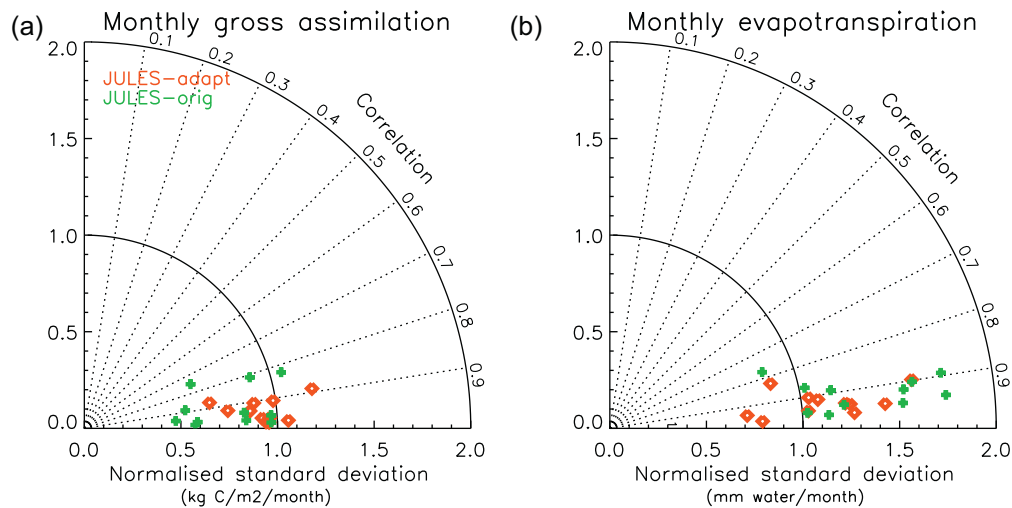 (a) Monthly gross assimilation
2.0
1.5
1.0
0.5
0.0
0.0 0.5 1.0 1.5 2.0
0.1
0.2
0.3
0.4
0.5
0.6
0.7
0.8
0.9
Correlation
JULES-adapt
JULES-orig
Normalised standard deviation
(kg C/m2/month)
(b) Monthly evapotranspiration
2.0
1.5
1.0
0.5
0.0
0.0 0.5 1.0 1.5 2.0
0.1
0.2
0.3
0.4
0.5
0.6
0.7
0.8
0.9
Correlation
Normalised standard deviation
(mm water/month)